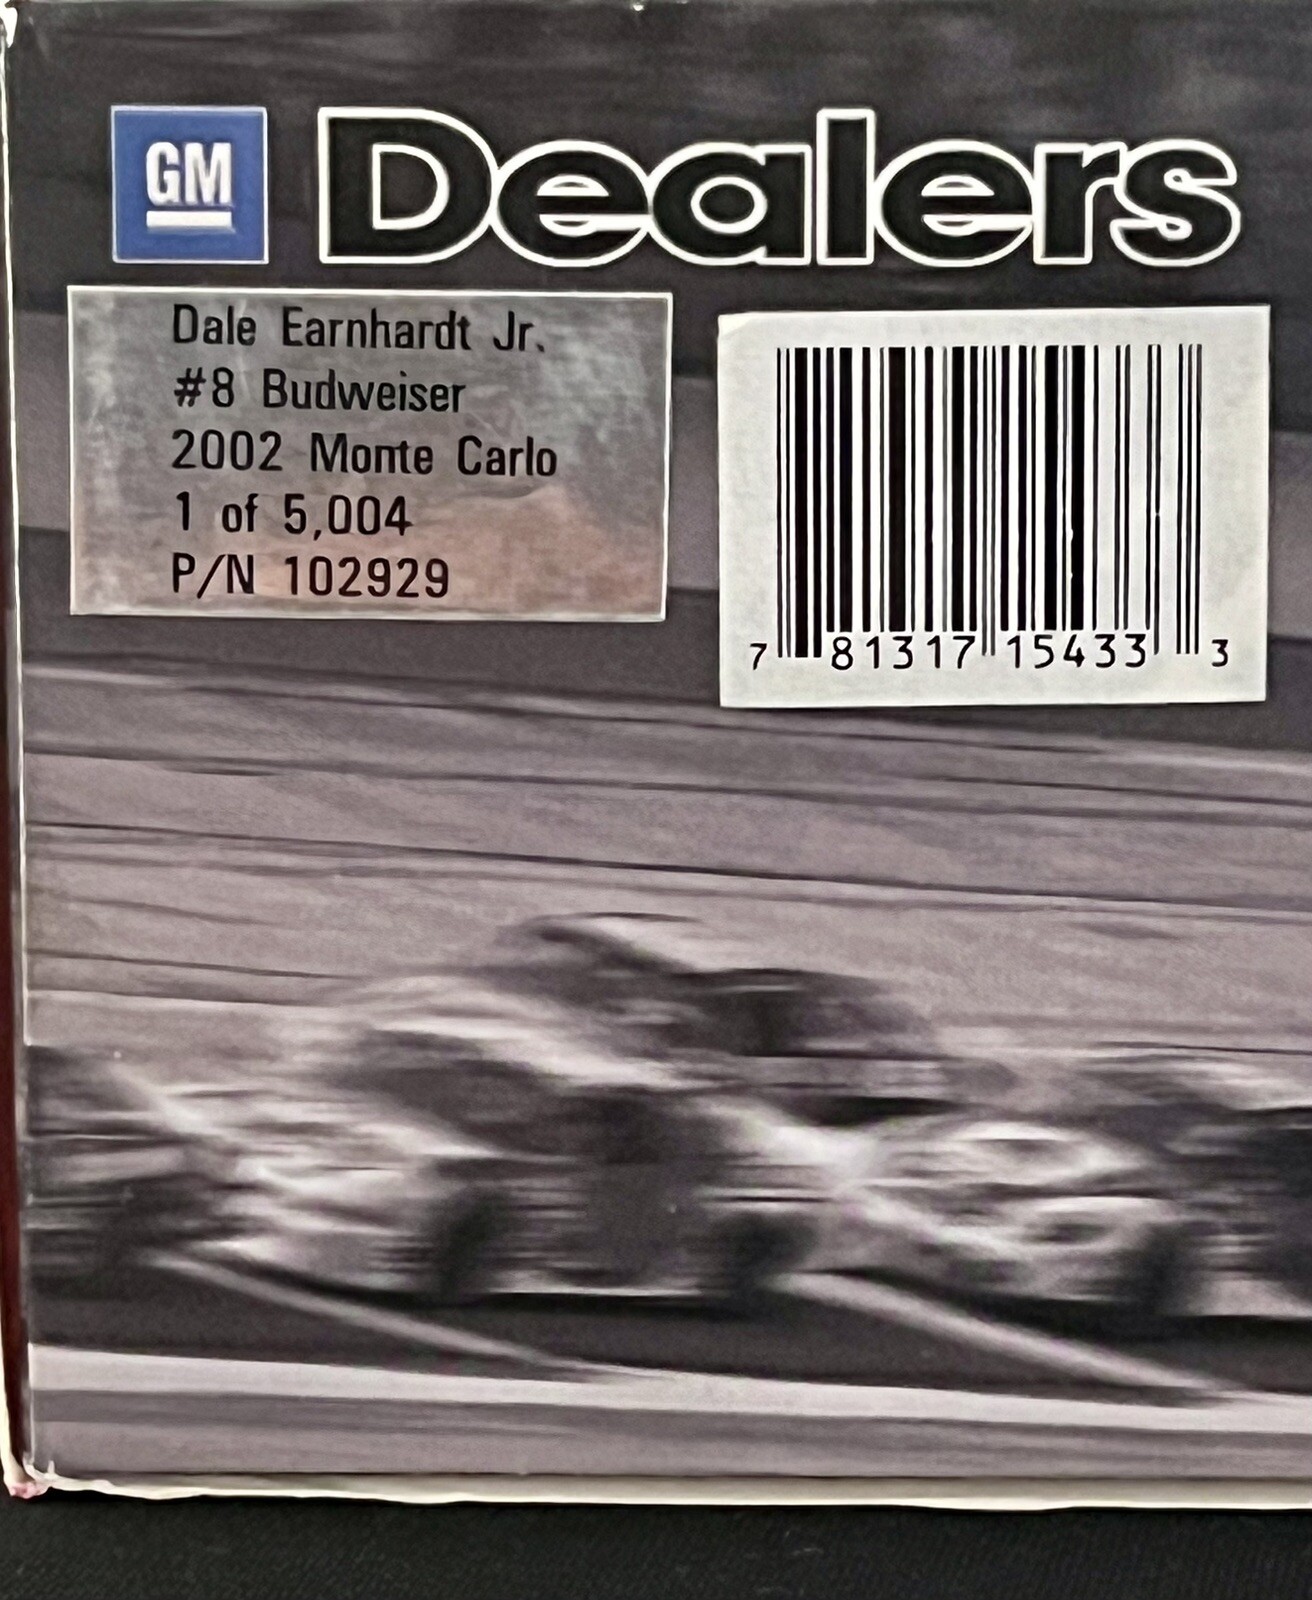 GM Dealers
Dale Earnhardt Jr.
#8 Budweiser
2002 Monte Carlo
1 of 5,004
P/N 102929
7 81317 15433 3